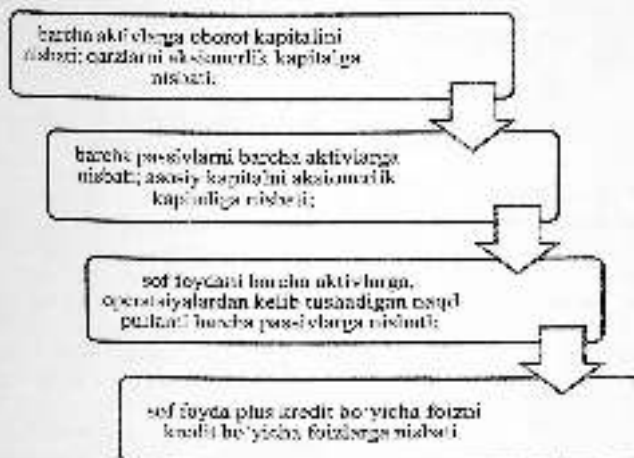 barcha aktivlarga oborot kapitalini
nisbati; qarzlarni aksionerlik kapitalga
nisbati;
barcha passivlarni barcha aktivlarga
nisbati; asosiy kapitalni aksionerlik
kapitaliga nisbati;
sof foydani barcha aktivlarga,
operatsiyalardan kelib tushadigan naqd
pullarni barcha passivlarga nisbati;
sof foyda plus kredit bo‘yicha foizni
kredit bo‘yicha foizlarga nisbati